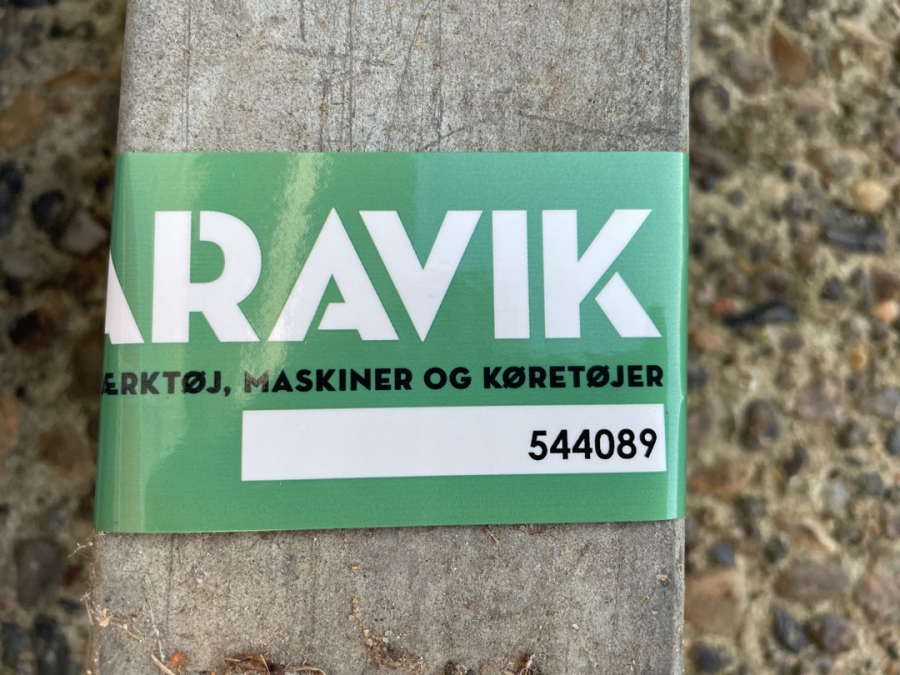 ARAVIK
ÆRKTØJ, MASKINER OG KØRETØJER
544089